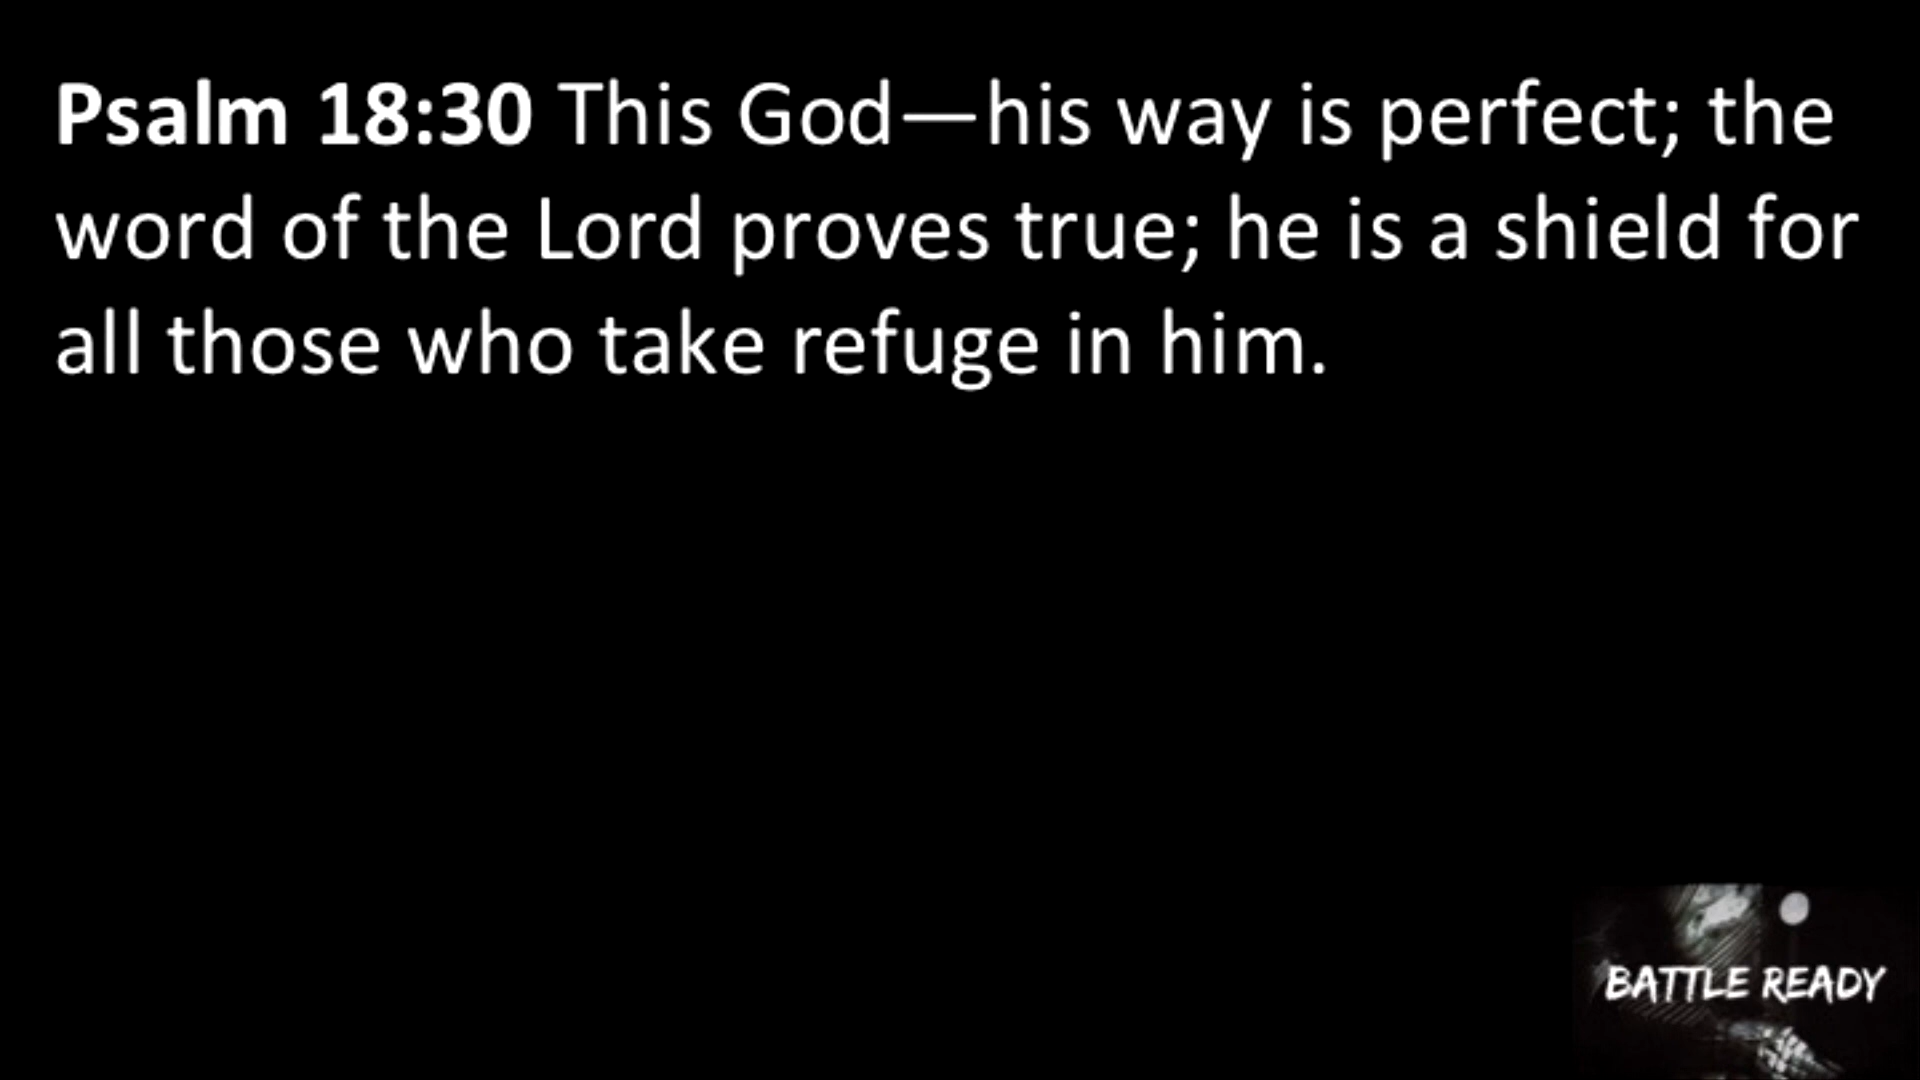 Psalm 18:30 This God—his way is perfect; the
word of the Lord proves true; he is a shield for
all those who take refuge in him.
BATTLE READY